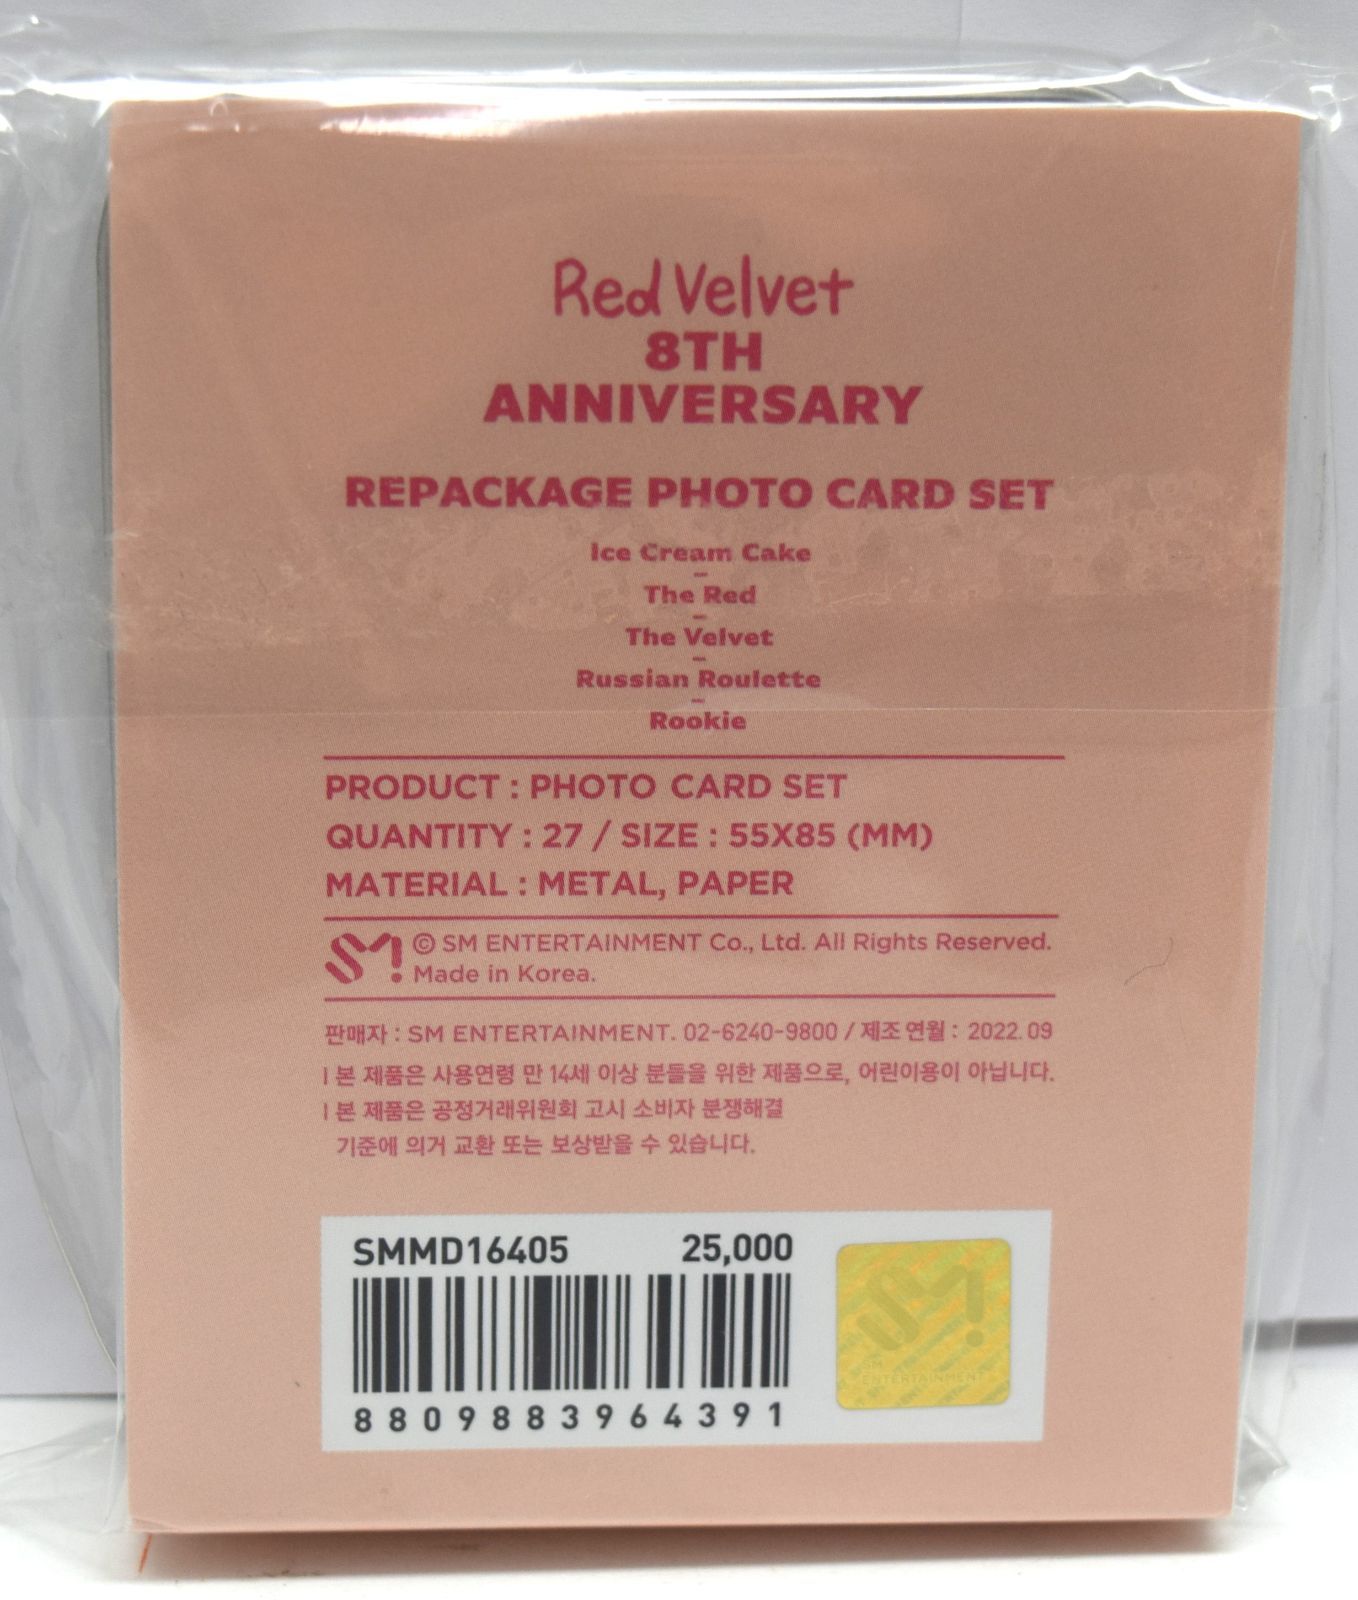 Red Velvet
8TH
ANNIVERSARY
REPACKAGE PHOTO CARD SET
Ice Cream Cake
–
The Red
–
The Velvet
–
Russian Roulette
–
Rookie
PRODUCT : PHOTO CARD SET
QUANTITY : 27 / SIZE : 55X85 (MM)
MATERIAL : METAL, PAPER
SM! © SM ENTERTAINMENT Co., Ltd. All Rights Reserved.
Made in Korea.
판매자 : SM ENTERTAINMENT. 02-6240-9800 / 제조연월 : 2022. 09
| 본 제품은 사용연령 만 14세 이상 분들을 위한 제품으로, 어린이용이 아닙니다.
| 본 제품은 공정거래위원회 고시 소비자 분쟁해결
기준에 의거 교환 또는 보상받을 수 있습니다.
SMMD16405 25,000
8809883964391
SM!
SM
ENTERTAINMENT